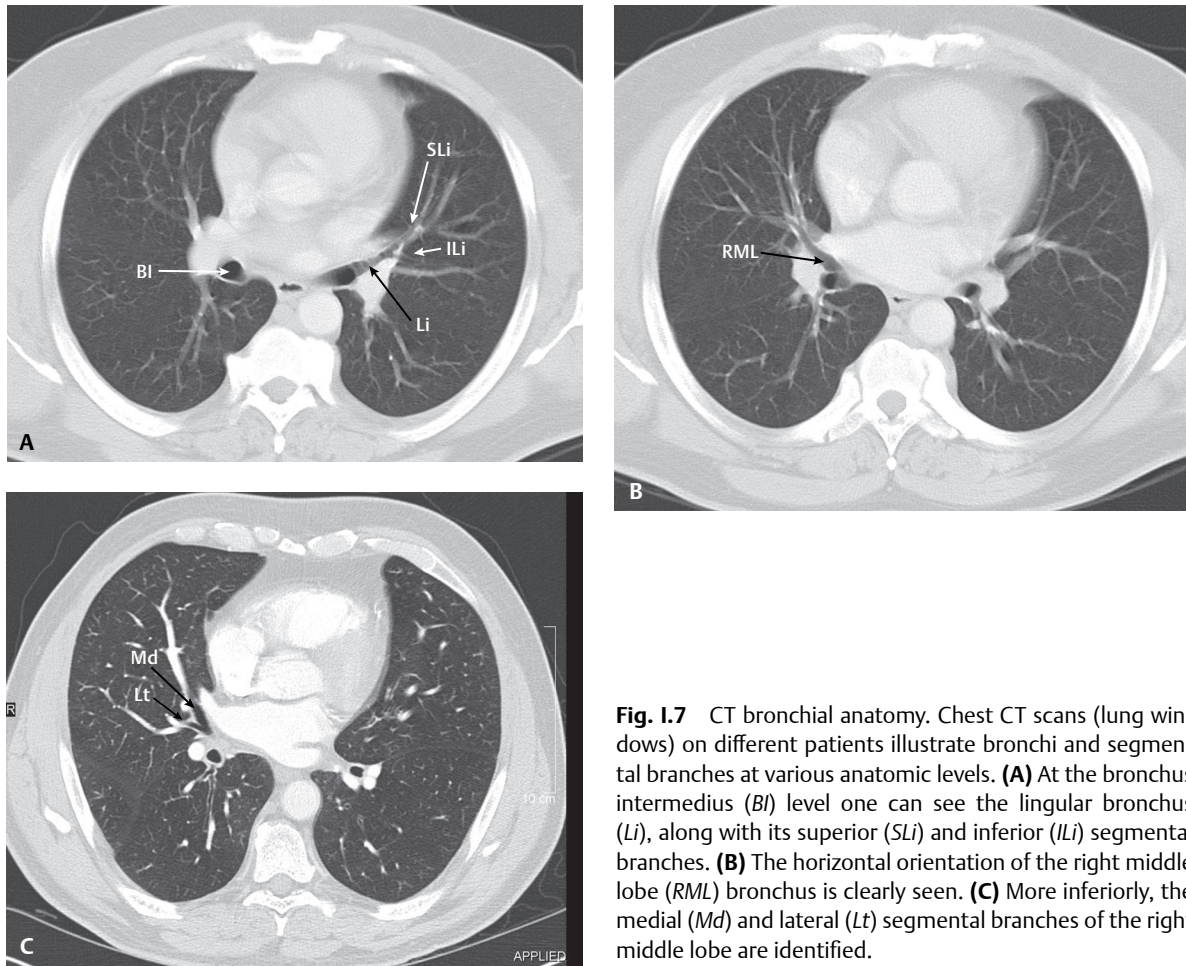 SLi
ILi
BI
Li
A
RML
B
Md
Lt
R
10 cm
C
APPLIED
Fig. I.7 CT bronchial anatomy. Chest CT scans (lung win
dows) on different patients illustrate bronchi and segmen
tal branches at various anatomic levels. (A) At the bronchus
intermedius (BI) level one can see the lingular bronchus
(Li), along with its superior (SLi) and inferior (ILi) segmental
branches. (B) The horizontal orientation of the right middle
lobe (RML) bronchus is clearly seen. (C) More inferiorly, the
medial (Md) and lateral (Lt) segmental branches of the right
middle lobe are identified.